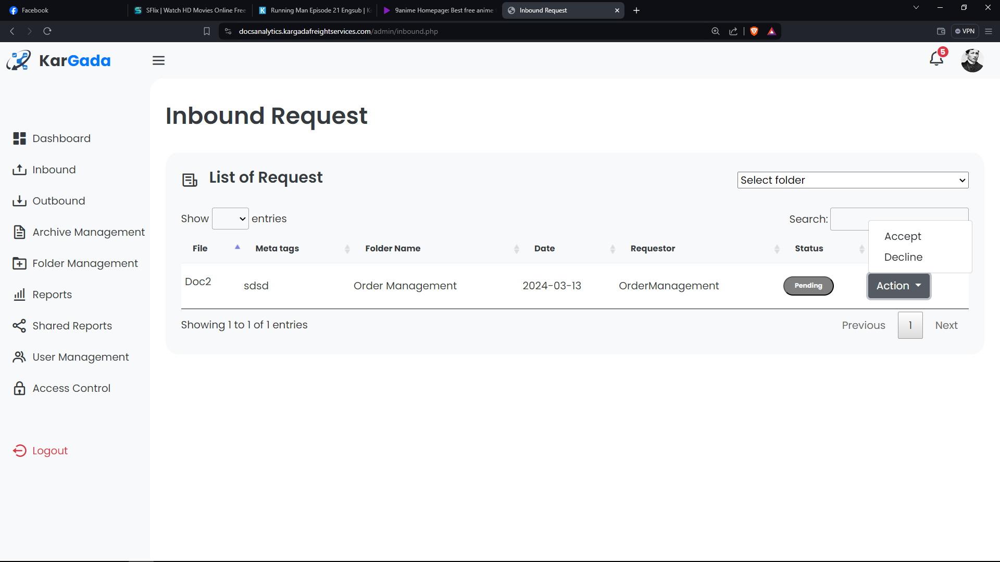 Facebook
SFlix | Watch HD Movies Online Free
Running Man Episode 21 Engsub |
9anime Homepage: Best free anime
Inbound Request
docsanalytics.kargadafreightservices.com/admin/inbound.php
VPN
KarGada
5
Inbound Request
Dashboard
Inbound
Outbound
Archive Management
Folder Management
Reports
Shared Reports
User Management
Access Control
Logout
List of Request
Select folder
Show entries
Search:
Accept
Decline
File Meta tags Folder Name Date Requestor Status
Doc2 sdsd Order Management 2024-03-13 OrderManagement Pending Action
Showing 1 to 1 of 1 entries
Previous 1 Next